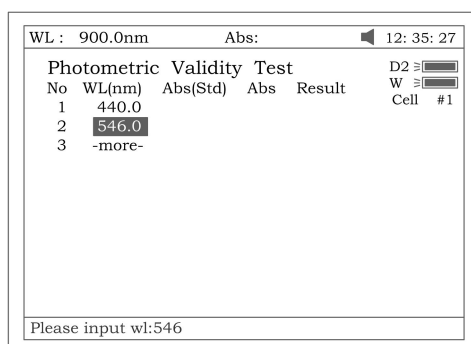 WL : 900.0nm Abs: 12: 35: 27
Photometric Validity Test
D2
No WL(nm) Abs(Std) Abs Result
W
1 440.0
Cell #1
2 546.0
3 -more-
Please input wl:546